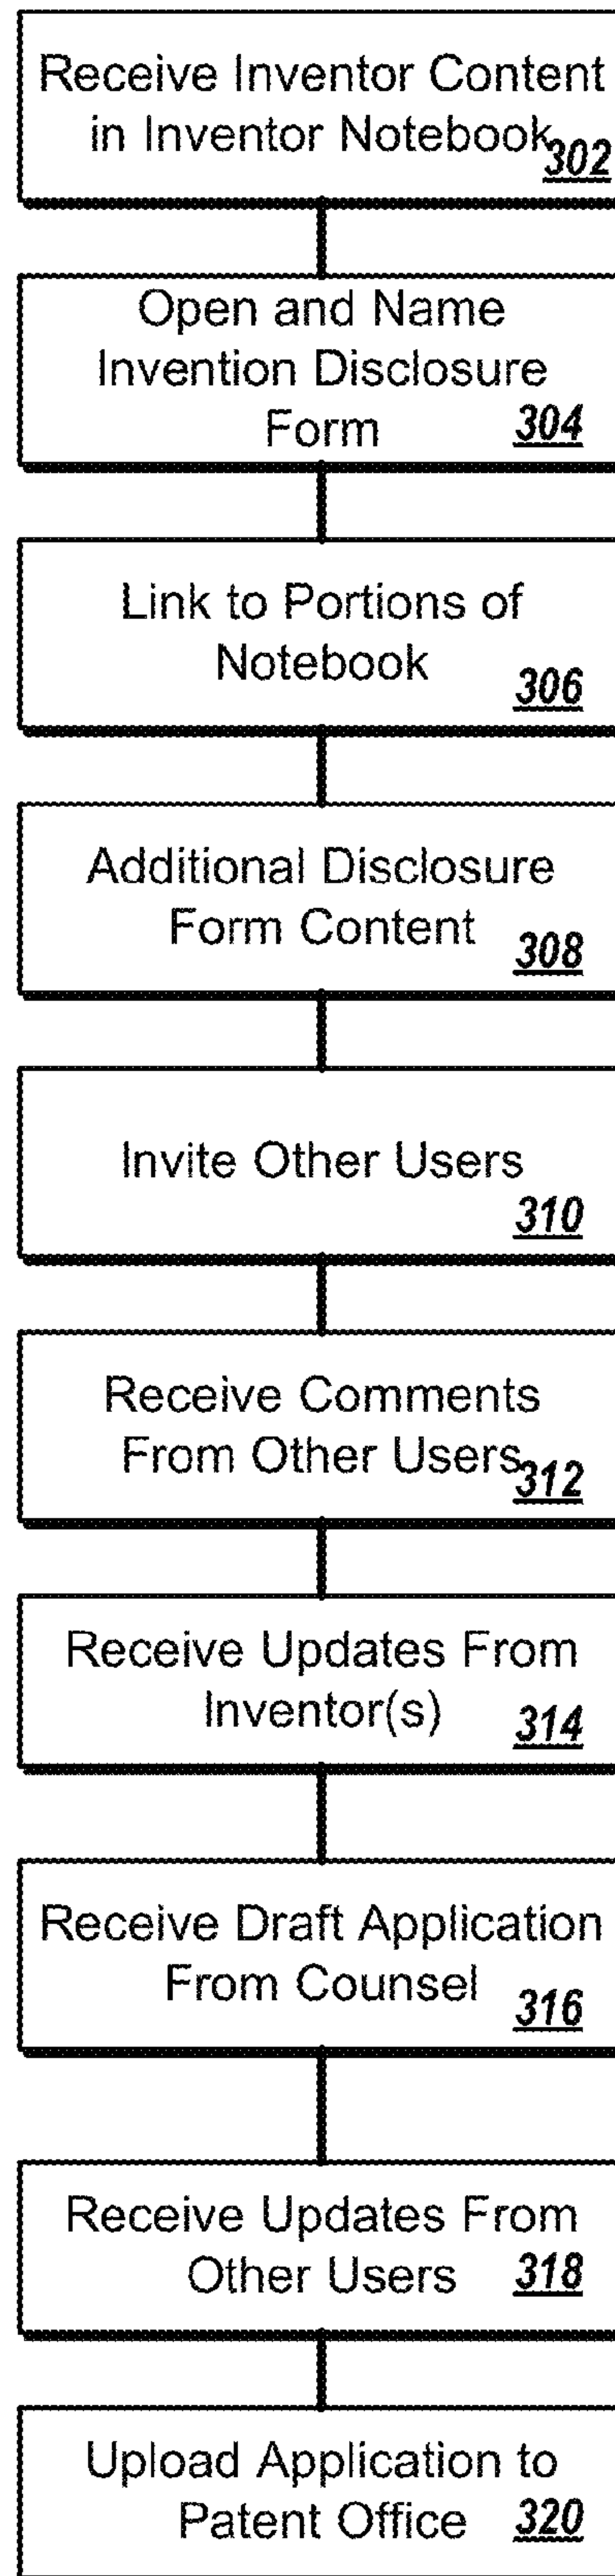 Receive Inventor Content
in Inventor Notebook
302
Open and Name
Invention Disclosure
Form 304
Link to Portions of
Notebook
306
Additional Disclosure
Form Content
308
Invite Other Users
310
Receive Comments
From Other Users
312
Receive Updates From
Inventor(s) 314
Receive Draft Application
From Counsel
316
Receive Updates From
Other Users 318
Upload Application to
Patent Office 320